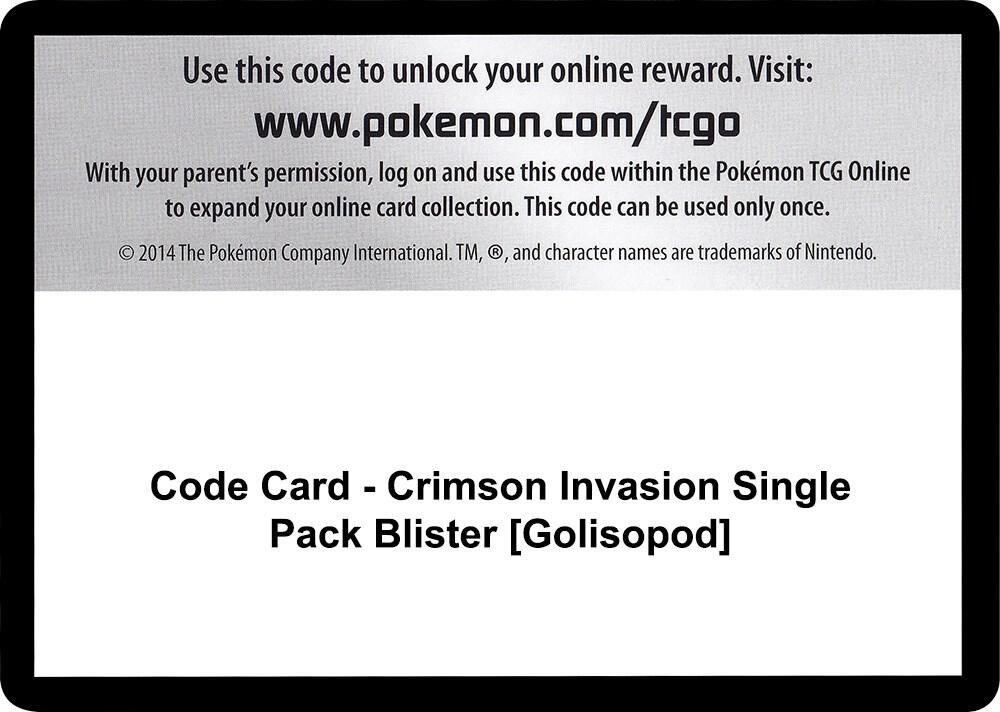 Use this code to unlock your online reward. Visit:
www.pokemon.com/tcgo
With your parent's permission, log on and use this code within the Pokémon TCG Online
to expand your online card collection. This code can be used only once.
© 2014 The Pokémon Company International. TM, ®, and character names are trademarks of Nintendo.
Code Card - Crimson Invasion Single
Pack Blister [Golisopod]